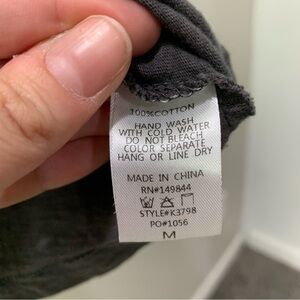 100%COTTON
HAND WASH
WITH COLD WATER
DO NOT BLEACH
COLOR SEPARATE
HANG OR LINE DRY
MADE IN CHINA
RN#149844
STYLE#K3798
PO#1056
M